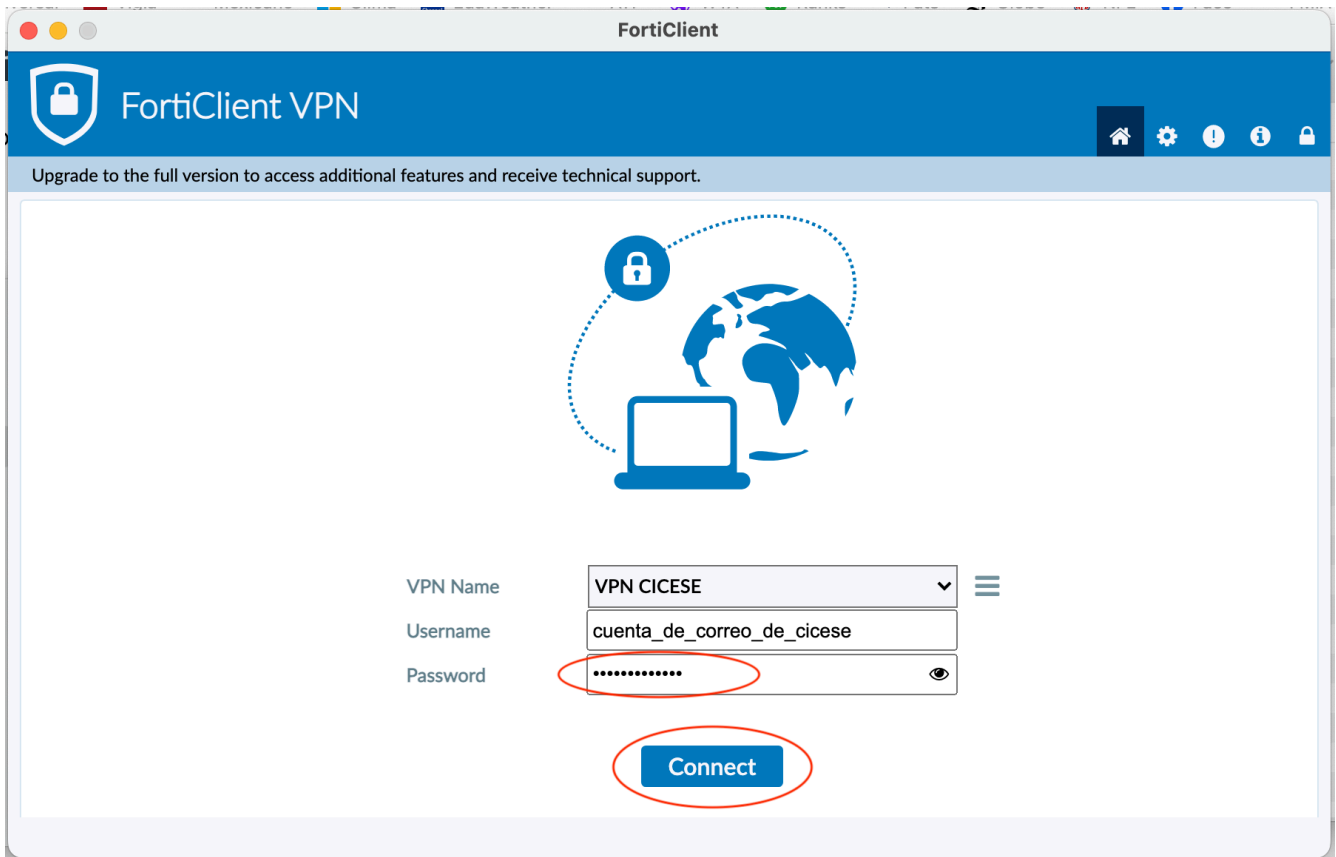 FortiClient
FortiClient VPN
Upgrade to the full version to access additional features and receive technical support.
VPN Name VPN CICESE
Username cuenta_de_correo_de_cicese
Password •••••••••••••
Connect